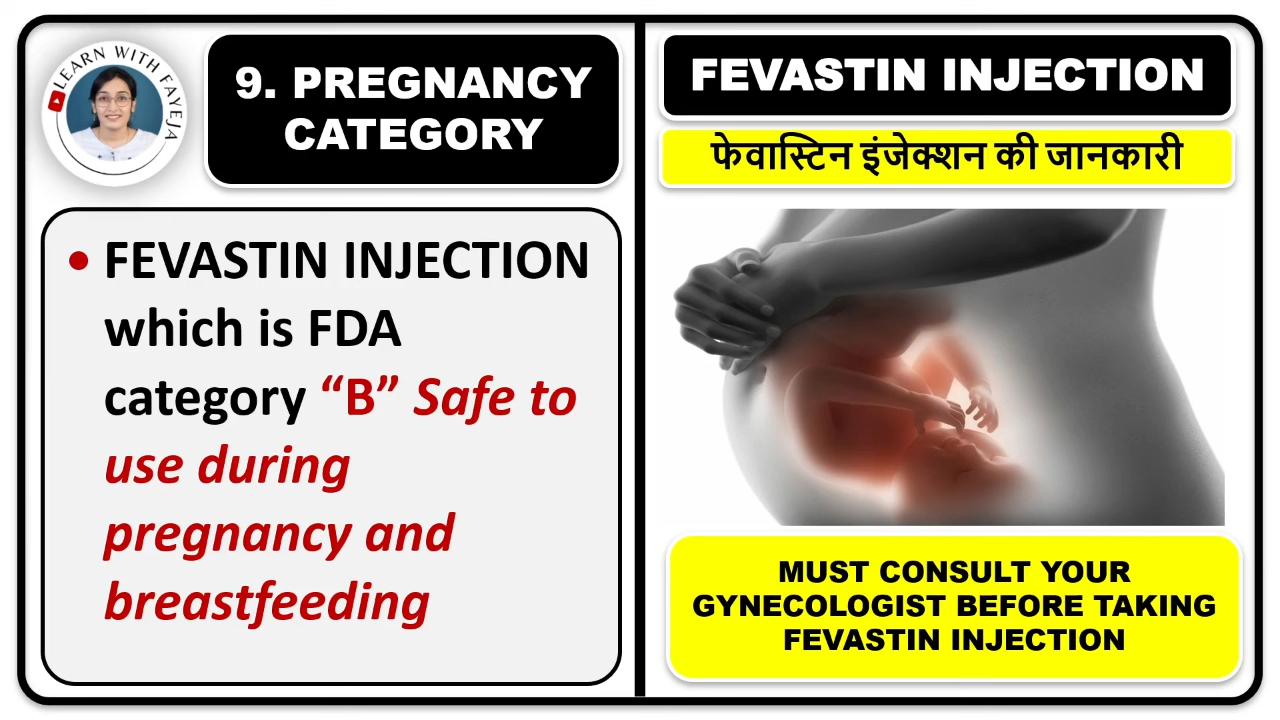 LEARN WITH FAYEJA
9. PREGNANCY
CATEGORY
• FEVASTIN INJECTION
which is FDA
category “B” Safe to
use during
pregnancy and
breastfeeding
FEVASTIN INJECTION
फेवास्टिन इंजेक्शन की जानकारी
MUST CONSULT YOUR
GYNECOLOGIST BEFORE TAKING
FEVASTIN INJECTION